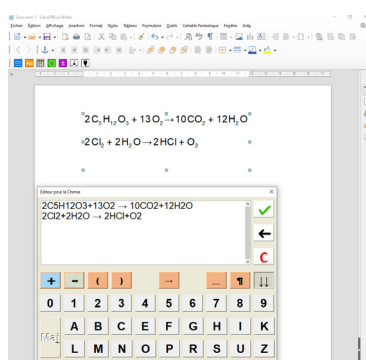 Sans nom 1 - LibreOffice Writer
Fichier Édition Affichage Insertion Format Styles Tableau Formulaire Outils Cartable Fantastique Fenêtre Aide
2C₅H₁₂O₃ + 13O₂→10CO₂ + 12H₂O
2Cl₂ + 2H₂O→2HCl + O₂
Éditeur pour la Chimie
2C5H12O3+13O2 → 10CO2+12H2O
2Cl2+2H2O → 2HCl+O2
C
+ - ( ) → _ ¶ ↓↓
0 1 2 3 4 5 6 7 8 9
Maj A B C E F G H I K
L M N O P R S U Z